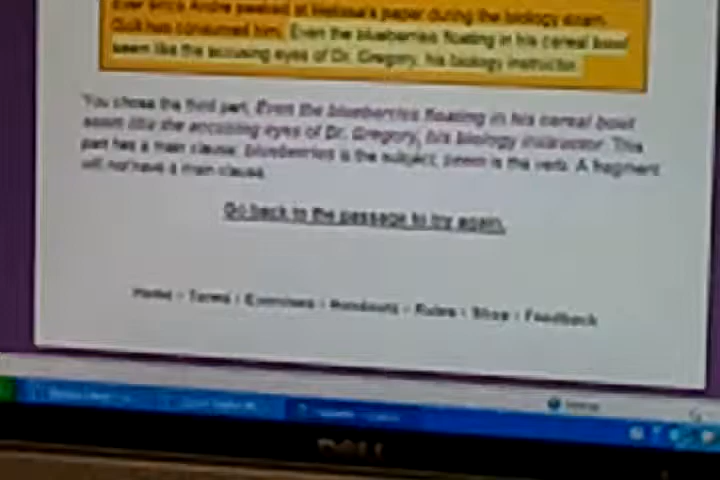 Ever since Andre peeked at Melissa's paper during the biology exam,
Guilt has consumed him. Even the blueberries floating in his cereal bowl
seem like the accusing eyes of Dr. Gregory, his biology instructor.
You chose the third part, Even the blueberries floating in his cereal bowl
seem like the accusing eyes of Dr. Gregory, his biology instructor. This
part has a main clause: blueberries is the subject; seem is the verb. A fragment
will not have a main clause.
Go back to the passage to try again.
Home • Terms • Exercises • Handouts • Rules • Shop • Feedback
Internet
DELL